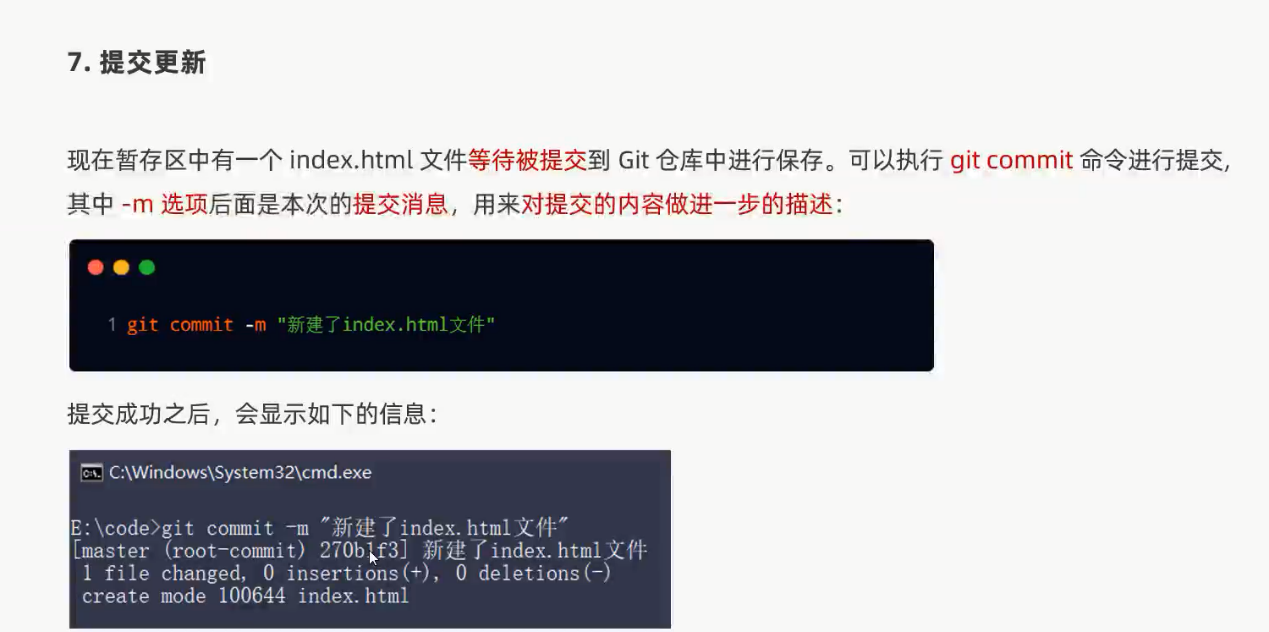 7. 提交更新
现在暂存区中有一个 index.html 文件等待被提交到 Git 仓库中进行保存。可以执行 git commit 命令进行提交,
其中 -m 选项后面是本次的提交消息，用来对提交的内容做进一步的描述：
1 git commit -m "新建了index.html文件"
提交成功之后，会显示如下的信息：
C:\Windows\System32\cmd.exe
E:\code>git commit -m "新建了index.html文件"
[master (root-commit) 270b1f3] 新建了index.html文件
1 file changed, 0 insertions(+), 0 deletions(-)
create mode 100644 index.html